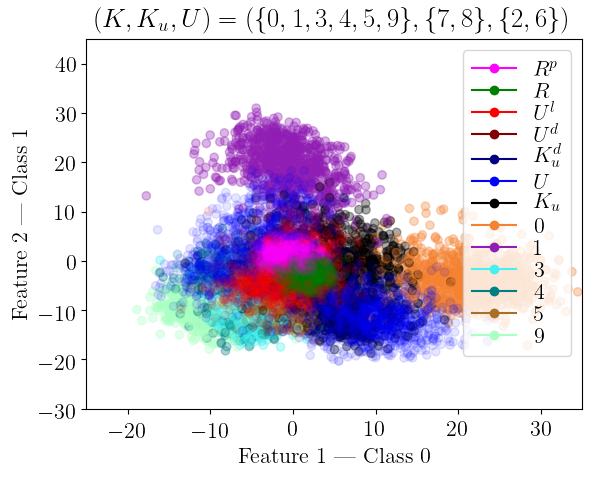 (K, K_u, U) = ({0, 1, 3, 4, 5, 9}, {7, 8}, {2, 6})
40
30
20
10
0
−10
−20
−30
Feature 2 — Class 1
R^p
R
U^l
U^d
K_u^d
U
K_u
0
1
3
4
5
9
−20
−10
0
10
20
30
Feature 1 — Class 0